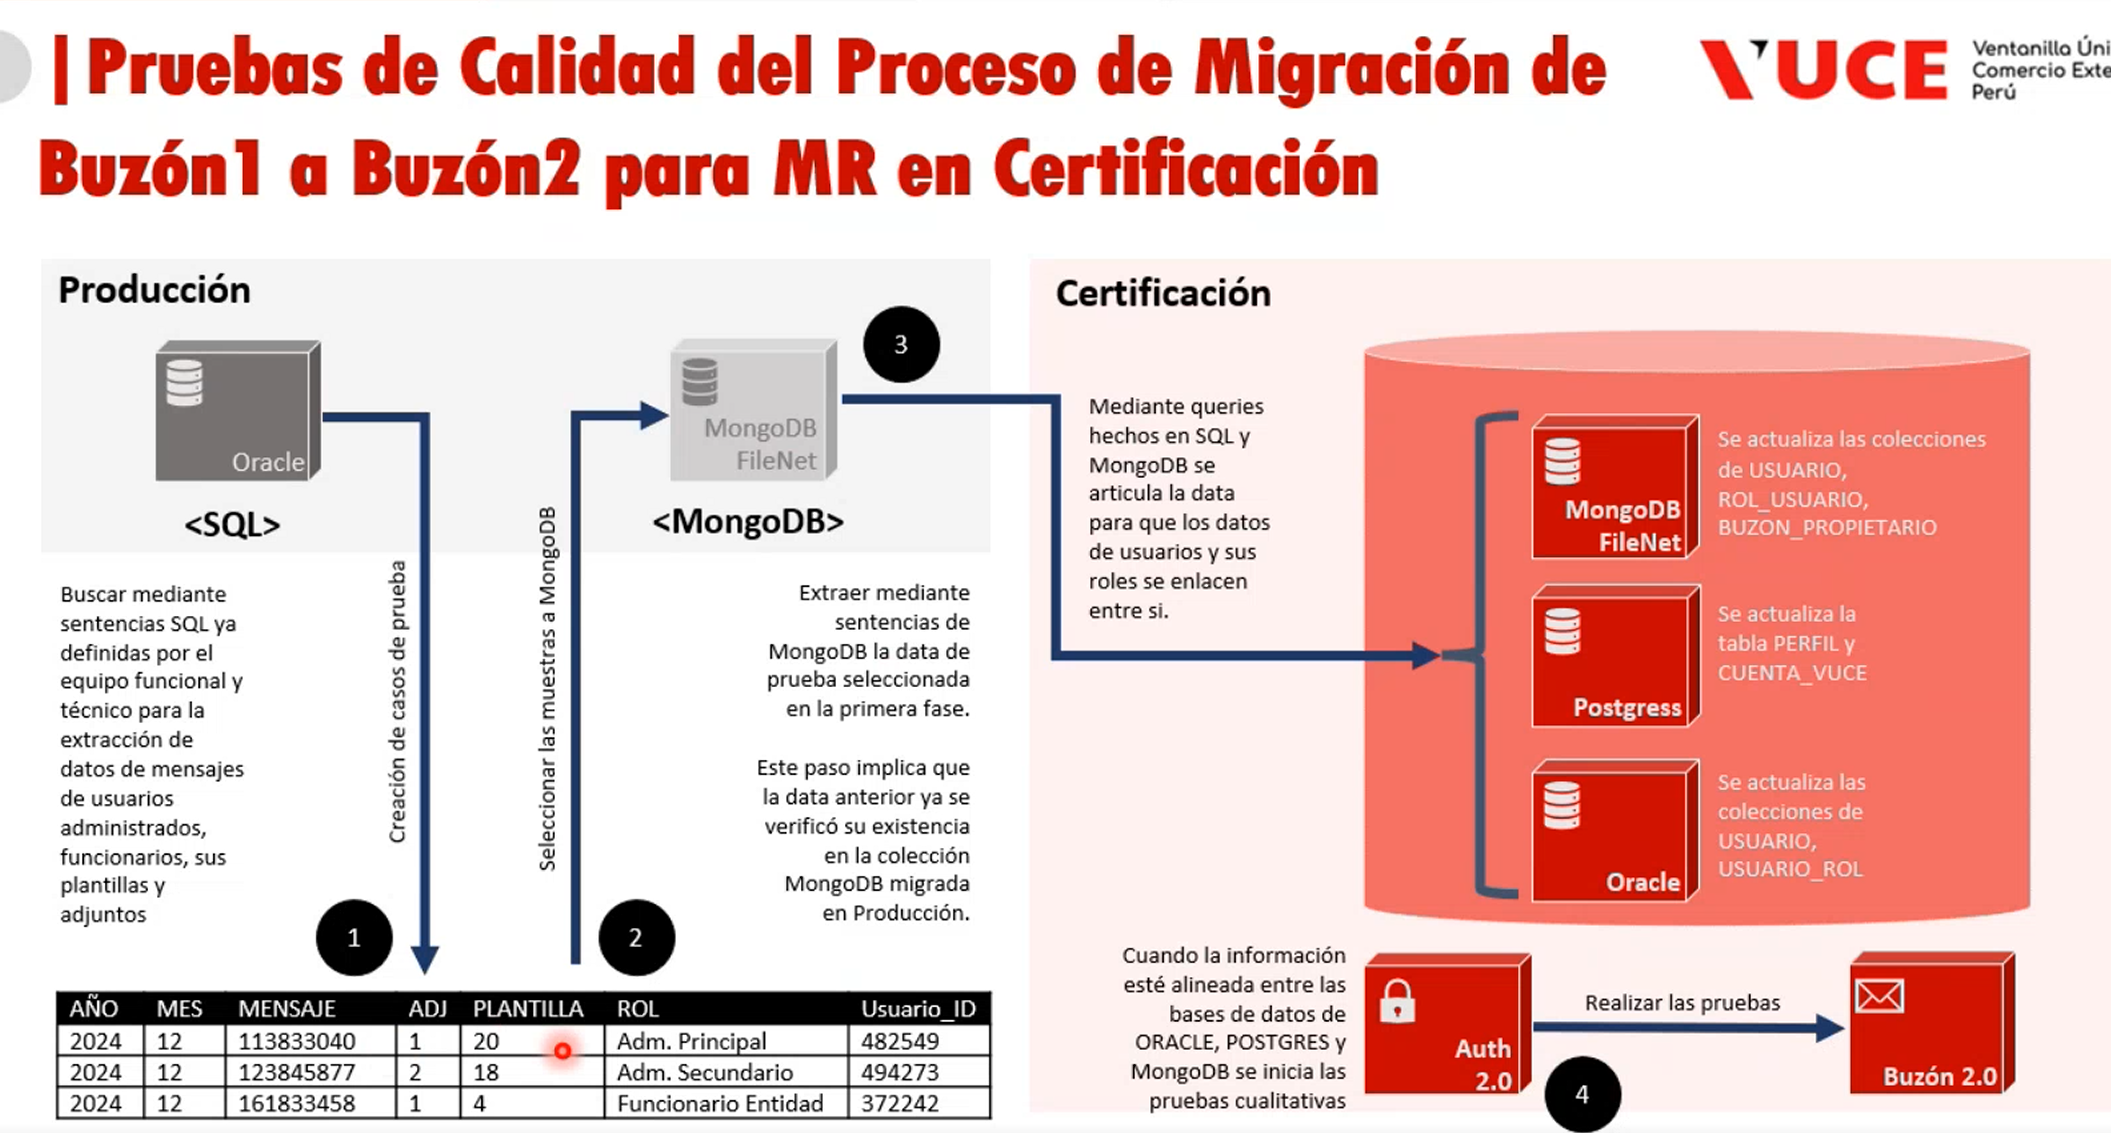 | Pruebas de Calidad del Proceso de Migración de
Buzón1 a Buzón2 para MR en Certificación
VUCE
Ventanilla Úni
Comercio Exte
Perú
Producción
Oracle
<SQL>
MongoDB
FileNet
<MongoDB>
3
Buscar mediante
sentencias SQL ya
definidas por el
equipo funcional y
técnico para la
extracción de
datos de mensajes
de usuarios
administrados,
funcionarios, sus
plantillas y
adjuntos
Creación de casos de prueba
1
Seleccionar las muestras a MongoDB
2
Extraer mediante
sentencias de
MongoDB la data de
prueba seleccionada
en la primera fase.
Este paso implica que
la data anterior ya se
verificó su existencia
en la colección
MongoDB migrada
en Producción.
AÑO MES MENSAJE ADJ PLANTILLA ROL Usuario_ID
2024 12 113833040 1 20 Adm. Principal 482549
2024 12 123845877 2 18 Adm. Secundario 494273
2024 12 161833458 1 4 Funcionario Entidad 372242
Certificación
Mediante queries
hechos en SQL y
MongoDB se
articula la data
para que los datos
de usuarios y sus
roles se enlacen
entre si.
MongoDB
FileNet
Se actualiza las colecciones
de USUARIO,
ROL_USUARIO,
BUZON_PROPIETARIO
Postgress
Se actualiza la
tabla PERFIL y
CUENTA_VUCE
Oracle
Se actualiza las
colecciones de
USUARIO,
USUARIO_ROL
Cuando la información
esté alineada entre las
bases de datos de
ORACLE, POSTGRES y
MongoDB se inicia las
pruebas cualitativas
Auth
2.0
Realizar las pruebas
4
Buzón 2.0